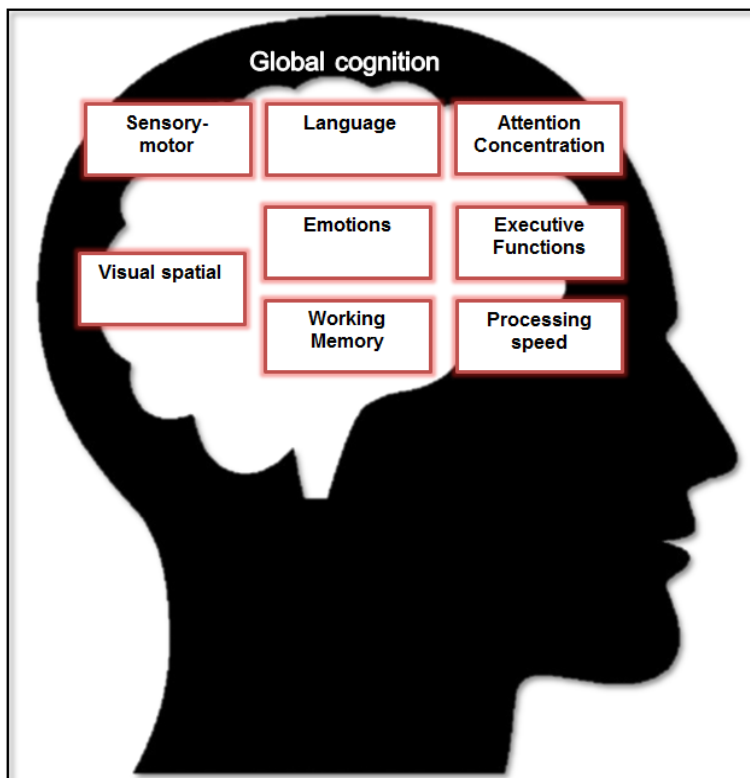 Global cognition
Sensory-
motor
Language
Attention
Concentration
Emotions
Executive
Functions
Visual spatial
Working
Memory
Processing
speed